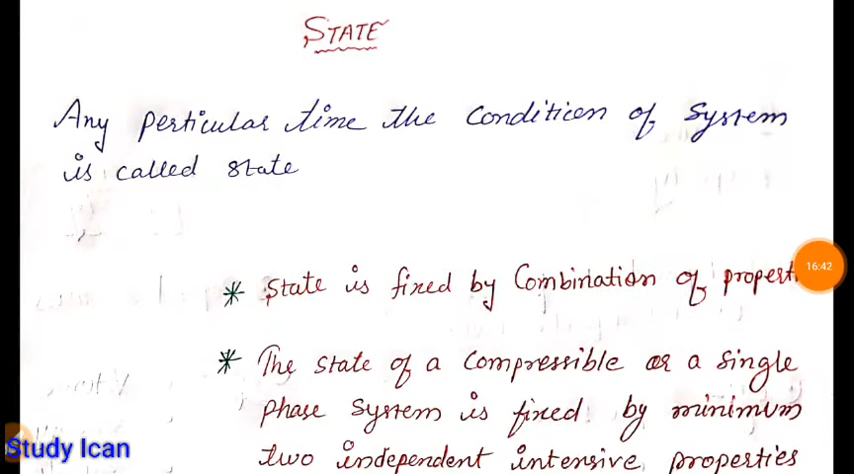 STATE
Any perticular time the condition of system
is called state
* State is fixed by Combination of propert
16:42
* The state of a compressible or a single
phase system is fixed by minimum
two independent intensive properties
Study Ican